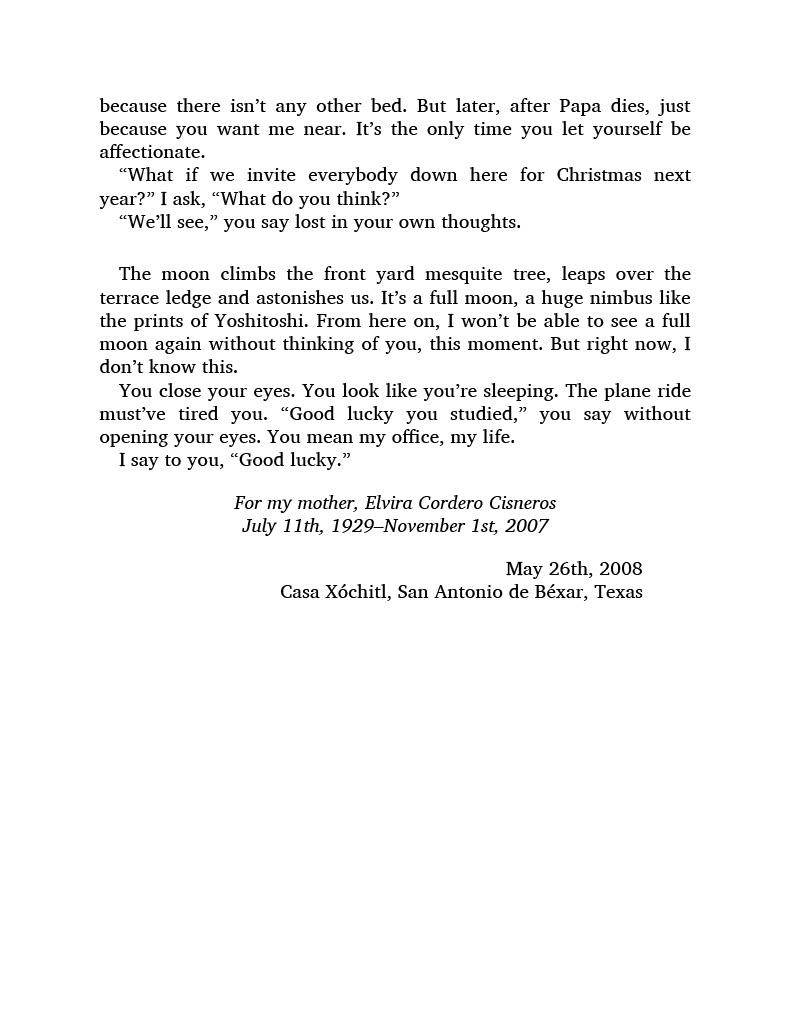 because there isn’t any other bed. But later, after Papa dies, just
because you want me near. It’s the only time you let yourself be
affectionate.
“What if we invite everybody down here for Christmas next
year?” I ask, “What do you think?”
“We’ll see,” you say lost in your own thoughts.
The moon climbs the front yard mesquite tree, leaps over the
terrace ledge and astonishes us. It’s a full moon, a huge nimbus like
the prints of Yoshitoshi. From here on, I won’t be able to see a full
moon again without thinking of you, this moment. But right now, I
don’t know this.
You close your eyes. You look like you’re sleeping. The plane ride
must’ve tired you. “Good lucky you studied,” you say without
opening your eyes. You mean my office, my life.
I say to you, “Good lucky.”
For my mother, Elvira Cordero Cisneros
July 11th, 1929–November 1st, 2007
May 26th, 2008
Casa Xóchitl, San Antonio de Béxar, Texas